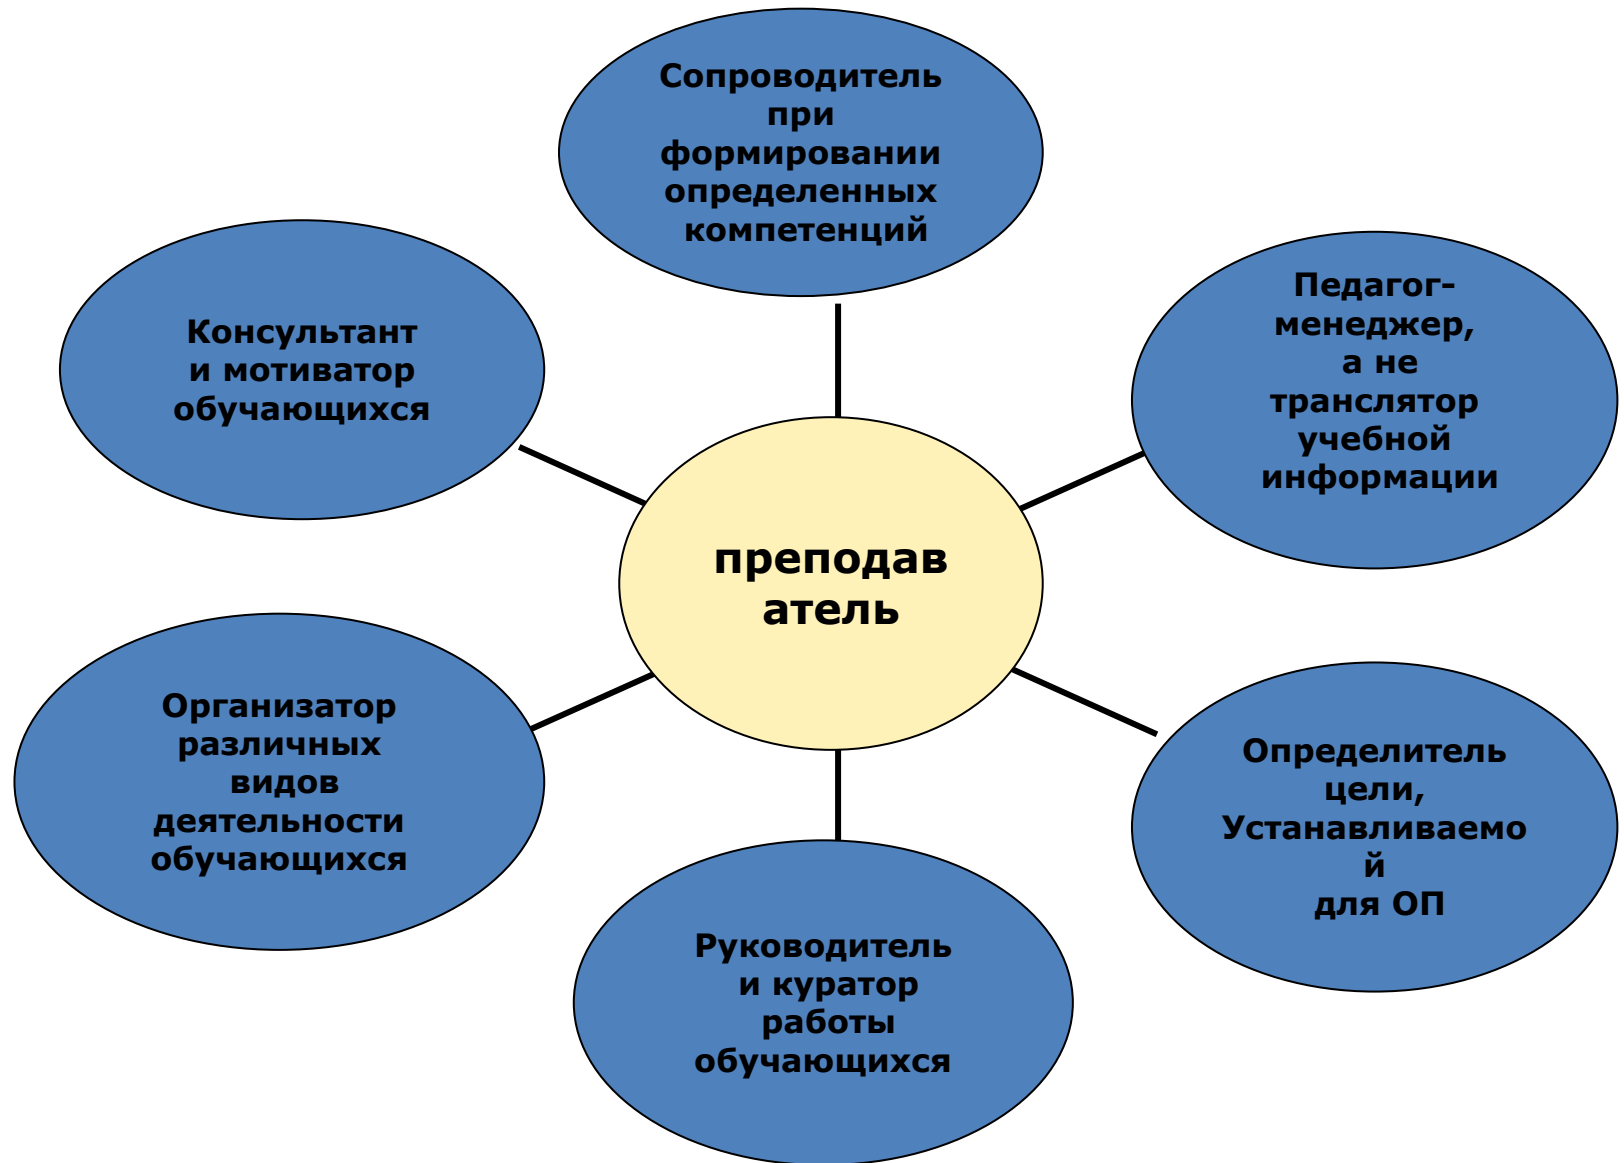 Сопроводитель
при
формировании
определенных
компетенций
Педагог-
менеджер,
а не
транслятор
учебной
информации
Консультант
и мотиватор
обучающихся
преподав
атель
Организатор
различных
видов
деятельности
обучающихся
Определитель
цели,
Устанавливаемо
й
для ОП
Руководитель
и куратор
работы
обучающихся